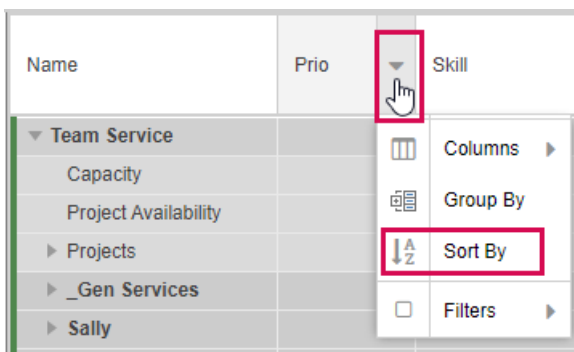 Name Prio Skill
Team Service
Capacity
Project Availability
Projects
_Gen Services
Sally
Columns
Group By
Sort By
Filters